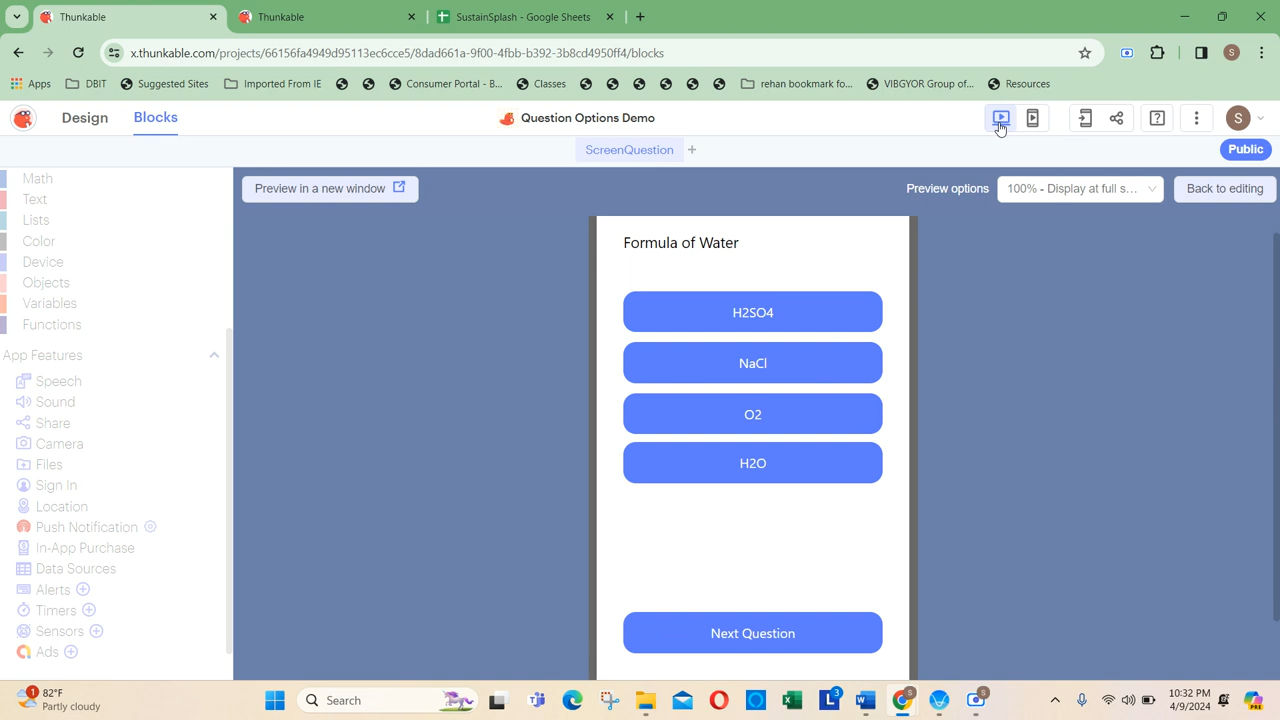 Thunkable
Thunkable
SustainSplash - Google Sheets
x.thunkable.com/projects/66156fa4949d95113ec6cce5/8dad661a-9f00-4fbb-b392-3b8cd4950ff4/blocks
S
Apps
DBIT
Suggested Sites
Imported From IE
Consumer Portal - B...
Classes
rehan bookmark fo...
VIBGYOR Group of...
Resources
Design
Blocks
Question Options Demo
S
ScreenQuestion
Public
Math
Text
Lists
Color
Device
Objects
Variables
Functions
App Features
Speech
Sound
Share
Camera
Files
Sign In
Location
Push Notification
In-App Purchase
Data Sources
Alerts
Timers
Sensors
Ads
Preview in a new window
Preview options
100% - Display at full s...
Back to editing
Formula of Water
H2SO4
NaCl
O2
H2O
Next Question
1
82°F
Partly cloudy
Search
3
S
S
10:32 PM
4/9/2024
PRE